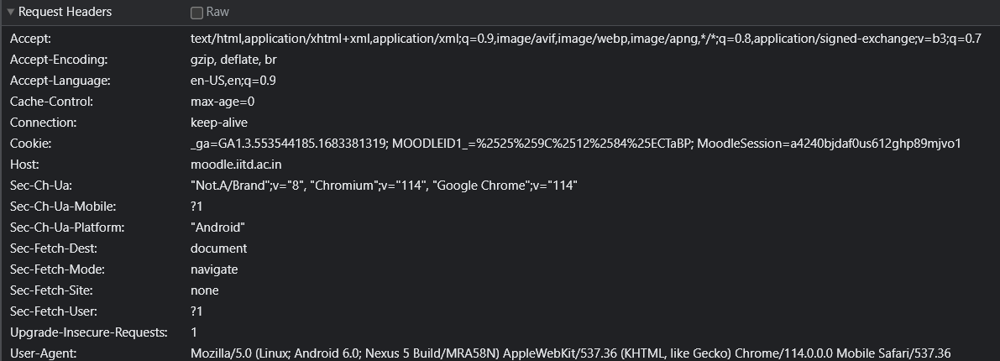 Request Headers Raw
Accept: text/html,application/xhtml+xml,application/xml;q=0.9,image/avif,image/webp,image/apng,*/*;q=0.8,application/signed-exchange;v=b3;q=0.7
Accept-Encoding: gzip, deflate, br
Accept-Language: en-US,en;q=0.9
Cache-Control: max-age=0
Connection: keep-alive
Cookie: _ga=GA1.3.553544185.1683381319; MOODLEID1_=%2525%259C%2512%2584%25ECTaBP; MoodleSession=a4240bjdaf0us612ghp89mjvo1
Host: moodle.iitd.ac.in
Sec-Ch-Ua: "Not.A/Brand";v="8", "Chromium";v="114", "Google Chrome";v="114"
Sec-Ch-Ua-Mobile: ?1
Sec-Ch-Ua-Platform: "Android"
Sec-Fetch-Dest: document
Sec-Fetch-Mode: navigate
Sec-Fetch-Site: none
Sec-Fetch-User: ?1
Upgrade-Insecure-Requests: 1
User-Agent: Mozilla/5.0 (Linux; Android 6.0; Nexus 5 Build/MRA58N) AppleWebKit/537.36 (KHTML, like Gecko) Chrome/114.0.0.0 Mobile Safari/537.36